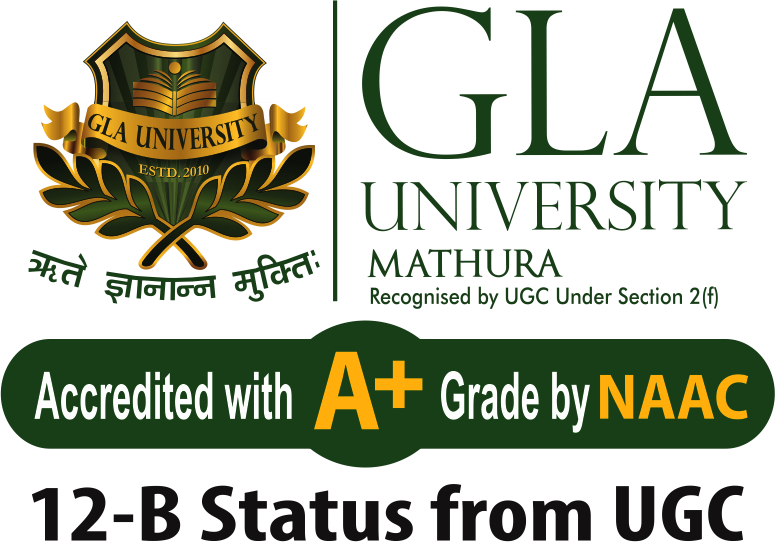 GLA UNIVERSITY
ESTD. 2010
ऋते ज्ञानान्न मुक्तिः
GLA
UNIVERSITY
MATHURA
Recognised by UGC Under Section 2(f)
Accredited with A+ Grade by NAAC
12-B Status from UGC